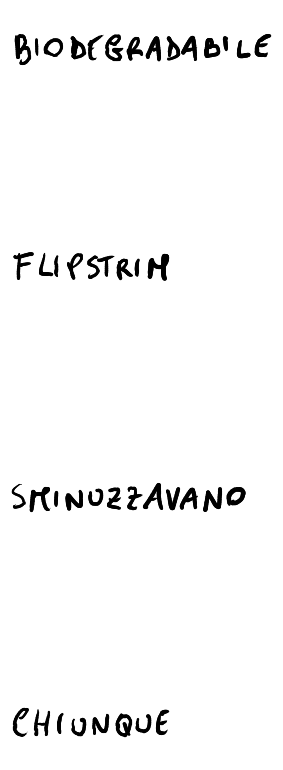 BIODEGRADABILE
FLIPSTRIM
SMINUZZAVANO
CHIUNQUE